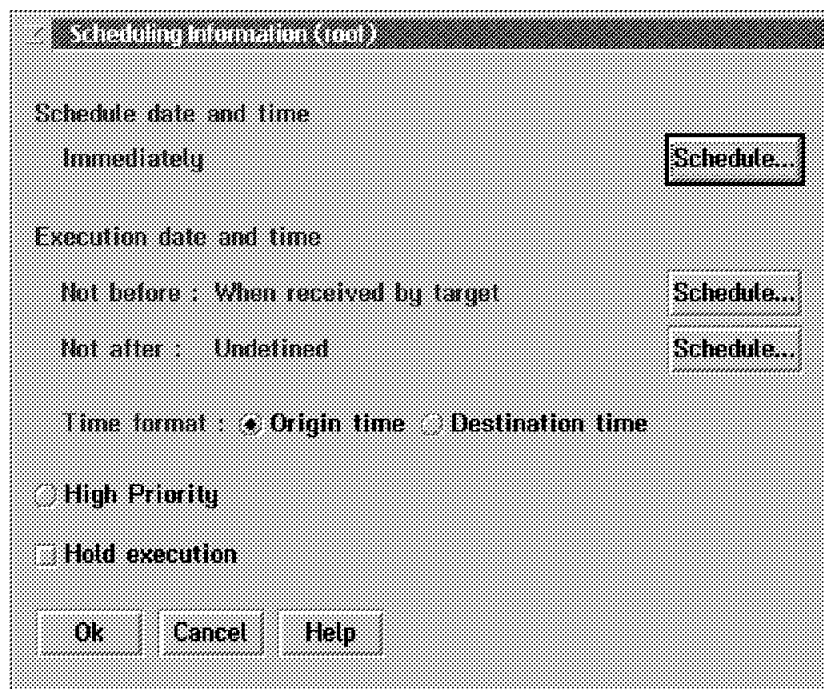 Scheduling Information (root)
Schedule date and time
Immediately Schedule...
Execution date and time
Not before : When received by target Schedule...
Not after : Undefined Schedule...
Time format : Origin time Destination time
High Priority
Hold execution
Ok Cancel Help